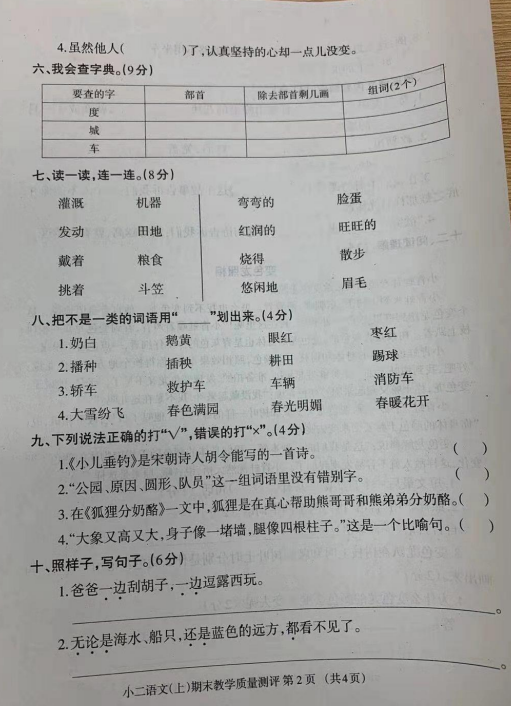 4.虽然他人(　　　)了,认真坚持的心却一点儿没变。
六、我会查字典。(9分)
要查的字 部首 除去部首剩几画 组词(2个)
度
城
车
七、读一读,连一连。(8分)
灌溉 机器 弯弯的 脸蛋
发动 田地 红润的 旺旺的
戴着 粮食 烧得 散步
挑着 斗笠 悠闲地 眉毛
八、把不是一类的词语用“　　”划出来。(4分)
1.奶白 鹅黄 眼红 枣红
2.播种 插秧 耕田 踢球
3.轿车 救护车 车辆 消防车
4.大雪纷飞 春色满园 春光明媚 春暖花开
九、下列说法正确的打“√”,错误的打“×”。(4分)
1.《小儿垂钓》是宋朝诗人胡令能写的一首诗。(　　)
2.“公园、原因、圆形、队员”这一组词语里没有错别字。(　　)
3.在《狐狸分奶酪》一文中,狐狸是在真心帮助熊哥哥和熊弟弟分奶酪。(　　)
4.“大象又高又大,身子像一堵墙,腿像四根柱子。”这是一个比喻句。(　　)
十、照样子,写句子。(6分)
1.爸爸一边刮胡子,一边逗露西玩。
。
2.无论是海水、船只,还是蓝色的远方,都看不见了。
。
小二语文(上)期末教学质量测评 第2页 (共4页)